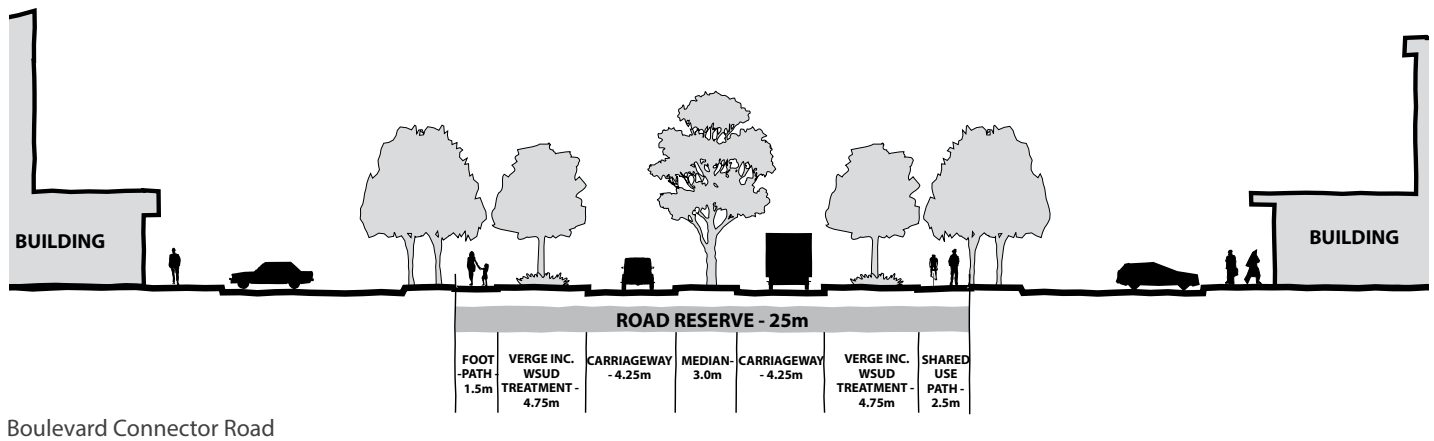 BUILDING
BUILDING
ROAD RESERVE - 25m
FOOT
-PATH -
1.5m
VERGE INC.
WSUD
TREATMENT -
4.75m
CARRIAGEWAY
- 4.25m
MEDIAN-
3.0m
CARRIAGEWAY
- 4.25m
VERGE INC.
WSUD
TREATMENT -
4.75m
SHARED
USE
PATH -
2.5m
Boulevard Connector Road